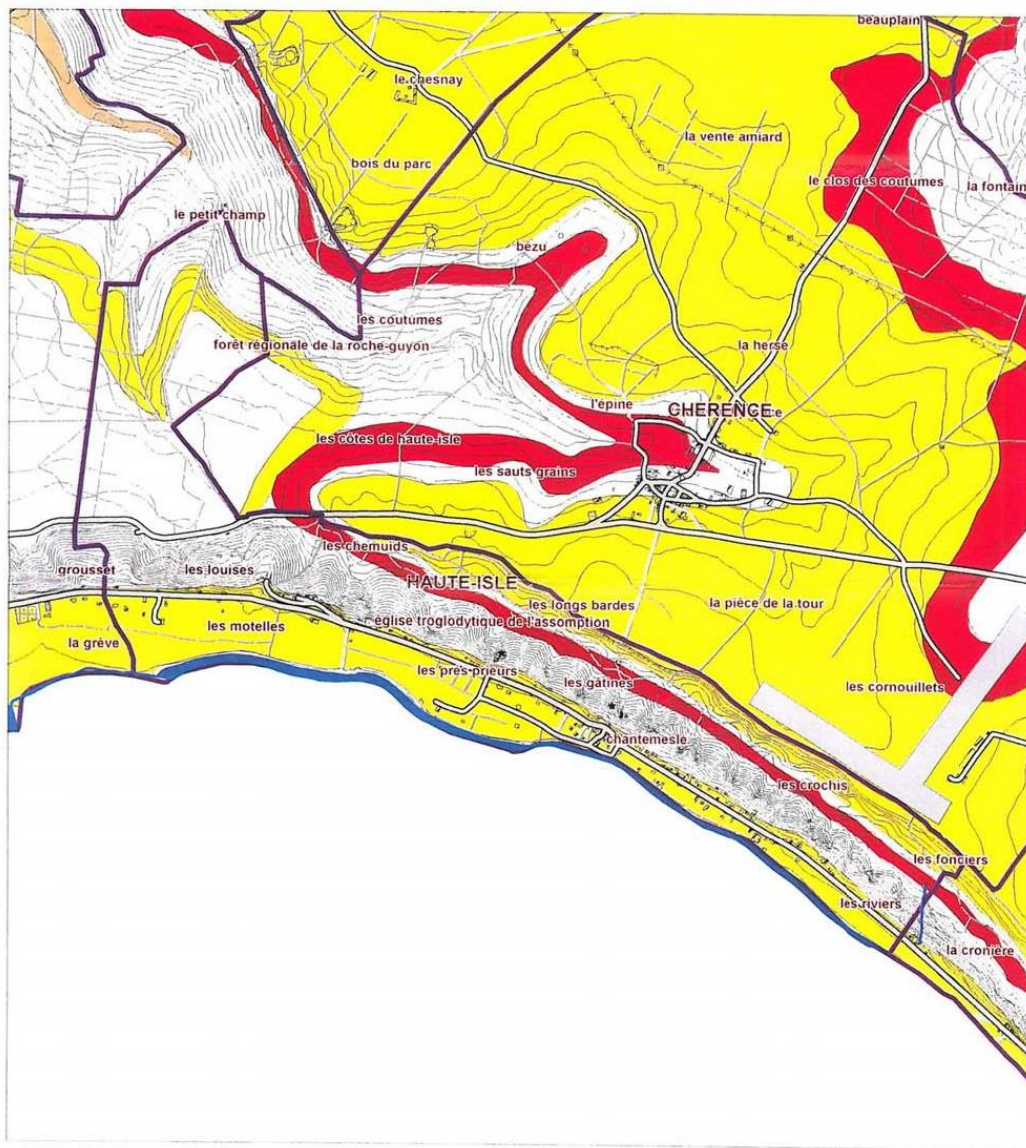 beauplain
le chesnay
la vente amiard
bois du parc
le clos des coutumes
la fontain
le petit champ
bézu
les coutumes
forêt régionale de la roche-guyon
la herse
l'épine
CHERENCE
les côtes de haute-isle
les sauts grains
les chemuids
grousset
les louises
HAUTE-ISLE
les longs bardes
la pièce de la tour
les motelles
église troglodytique de l'assomption
la grève
les prés prieurs
les gâtines
les cornouillets
chantemesle
les crochis
les fonciers
les riviers
la cronière